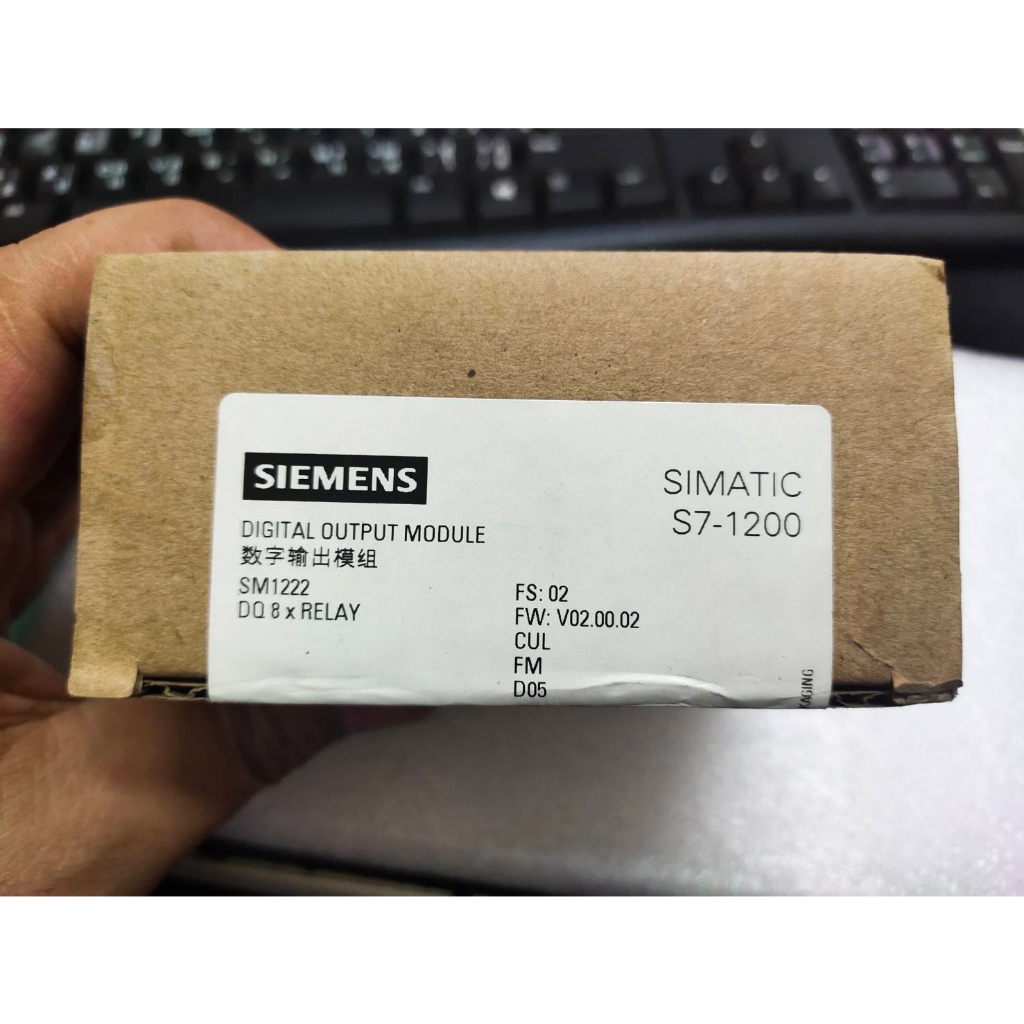 SIEMENS
SIMATIC
S7-1200
DIGITAL OUTPUT MODULE
数字输出模组
SM1222
DQ 8 x RELAY
FS: 02
FW: V02.00.02
CUL
FM
D05